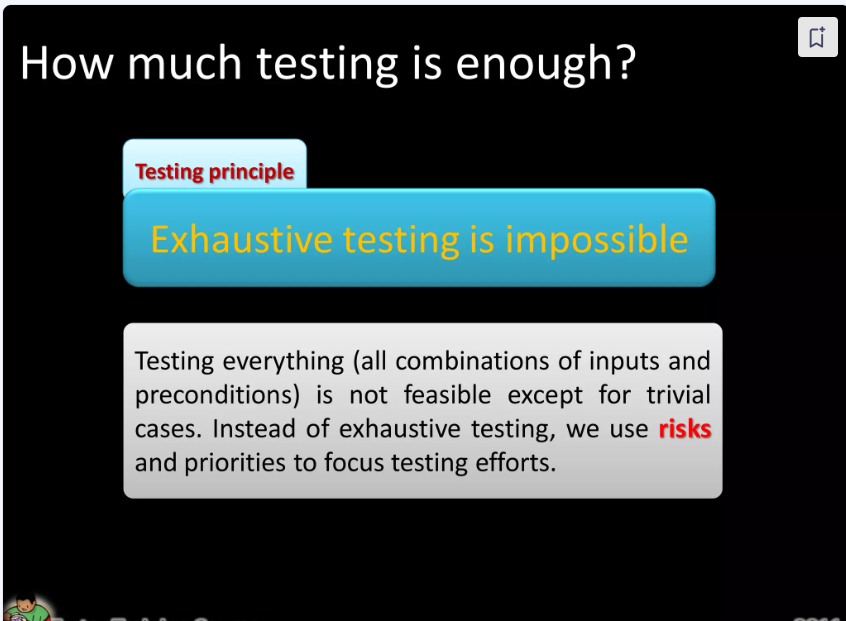 How much testing is enough?
Testing principle
Exhaustive testing is impossible
Testing everything (all combinations of inputs and
preconditions) is not feasible except for trivial
cases. Instead of exhaustive testing, we use risks
and priorities to focus testing efforts.